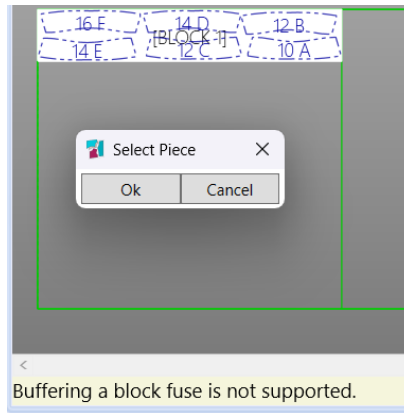 16 F 14 D 12 B
[BLOCK-1]
14 E 12 C 10 A
Select Piece
Ok Cancel
Buffering a block fuse is not supported.